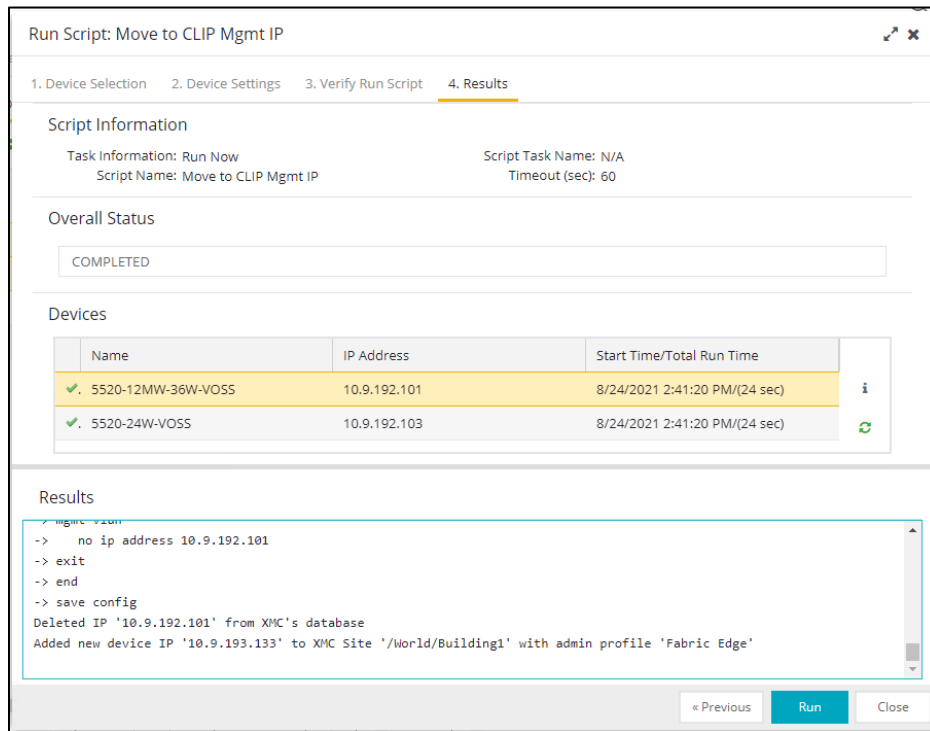 Run Script: Move to CLIP Mgmt IP
1. Device Selection 2. Device Settings 3. Verify Run Script 4. Results
Script Information
Task Information: Run Now Script Task Name: N/A
Script Name: Move to CLIP Mgmt IP Timeout (sec): 60
Overall Status
COMPLETED
Devices
Name IP Address Start Time/Total Run Time
5520-12MW-36W-VOSS 10.9.192.101 8/24/2021 2:41:20 PM/(24 sec)
5520-24W-VOSS 10.9.192.103 8/24/2021 2:41:20 PM/(24 sec)
Results
-> mgmt vlan
-> no ip address 10.9.192.101
-> exit
-> end
-> save config
Deleted IP '10.9.192.101' from XMC's database
Added new device IP '10.9.193.133' to XMC Site '/World/Building1' with admin profile 'Fabric Edge'
« Previous Run Close